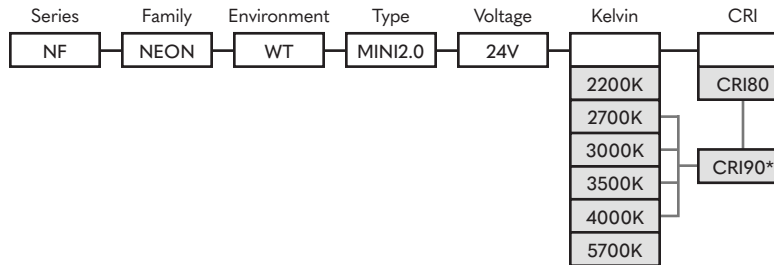 Series Family Environment Type Voltage Kelvin CRI
NF NEON WT MINI2.0 24V
2200K CRI80
2700K
3000K
CRI90*
3500K
4000K
5700K